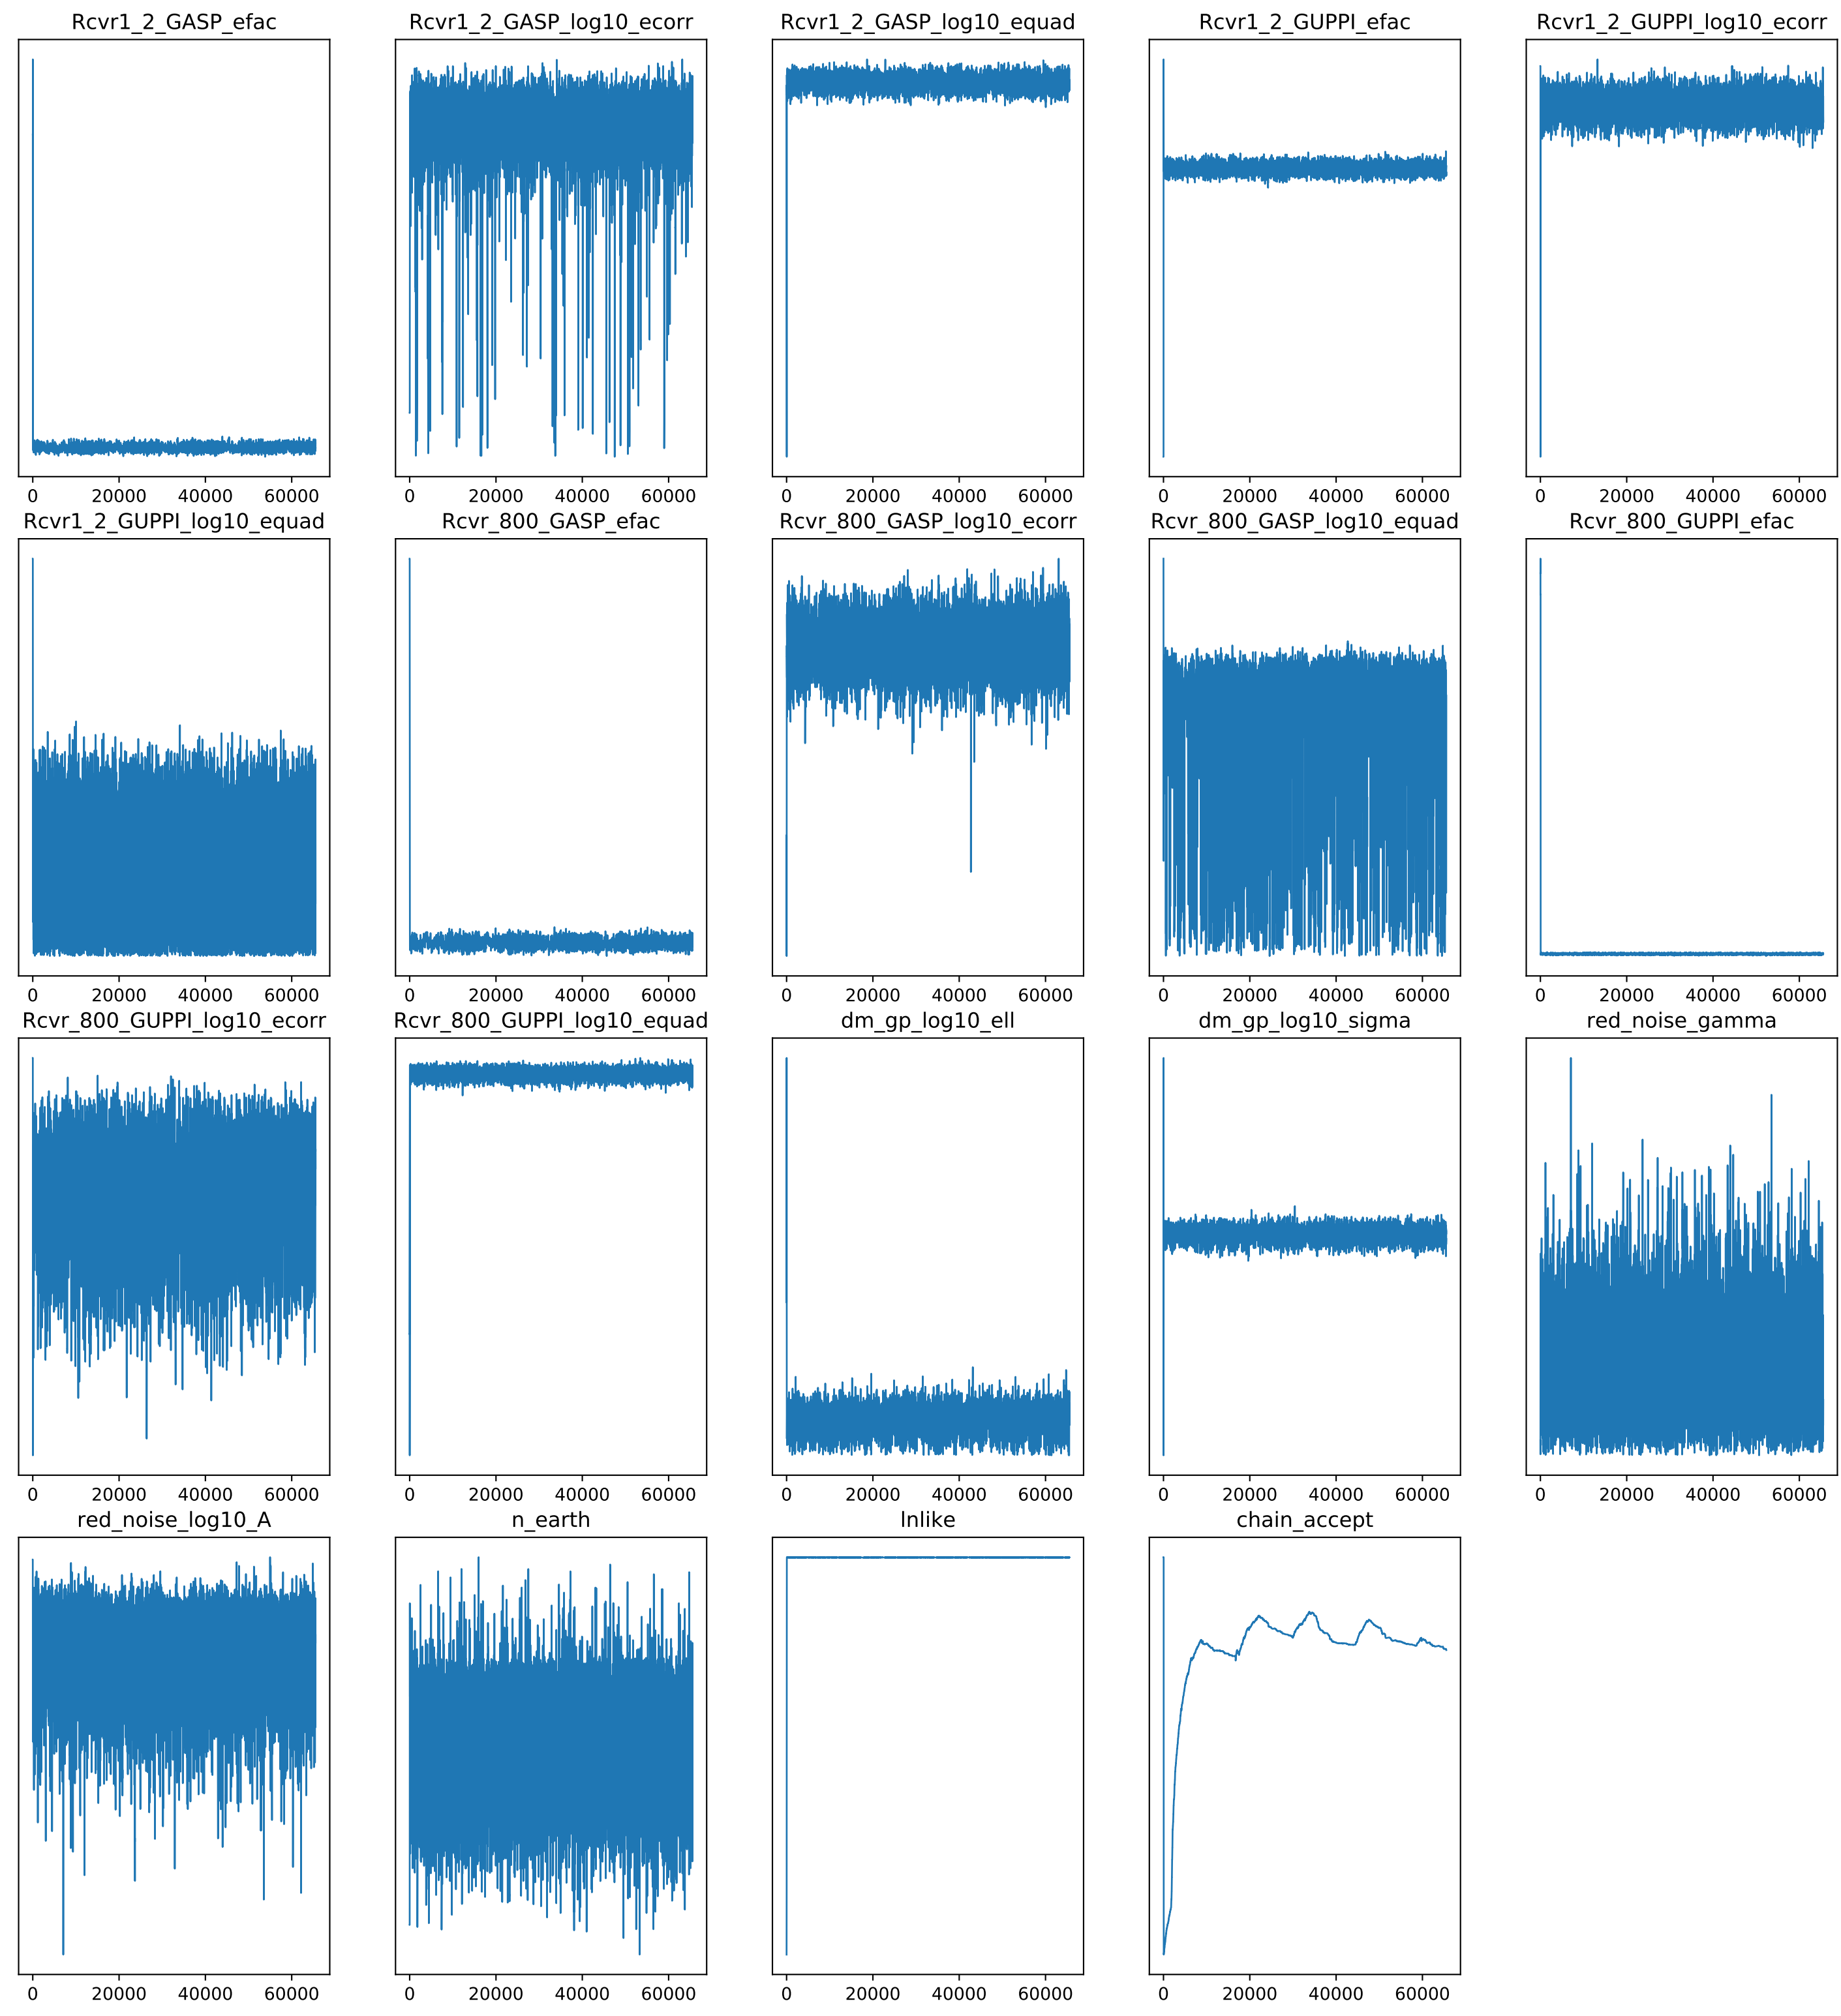 Rcvr1_2_GASP_efac Rcvr1_2_GASP_log10_ecorr Rcvr1_2_GASP_log10_equad Rcvr1_2_GUPPI_efac Rcvr1_2_GUPPI_log10_ecorr
0 20000 40000 60000 0 20000 40000 60000 0 20000 40000 60000 0 20000 40000 60000 0 20000 40000 60000
Rcvr1_2_GUPPI_log10_equad Rcvr_800_GASP_efac Rcvr_800_GASP_log10_ecorr Rcvr_800_GASP_log10_equad Rcvr_800_GUPPI_efac
0 20000 40000 60000 0 20000 40000 60000 0 20000 40000 60000 0 20000 40000 60000 0 20000 40000 60000
Rcvr_800_GUPPI_log10_ecorr Rcvr_800_GUPPI_log10_equad dm_gp_log10_ell dm_gp_log10_sigma red_noise_gamma
0 20000 40000 60000 0 20000 40000 60000 0 20000 40000 60000 0 20000 40000 60000 0 20000 40000 60000
red_noise_log10_A n_earth lnlike chain_accept
0 20000 40000 60000 0 20000 40000 60000 0 20000 40000 60000 0 20000 40000 60000